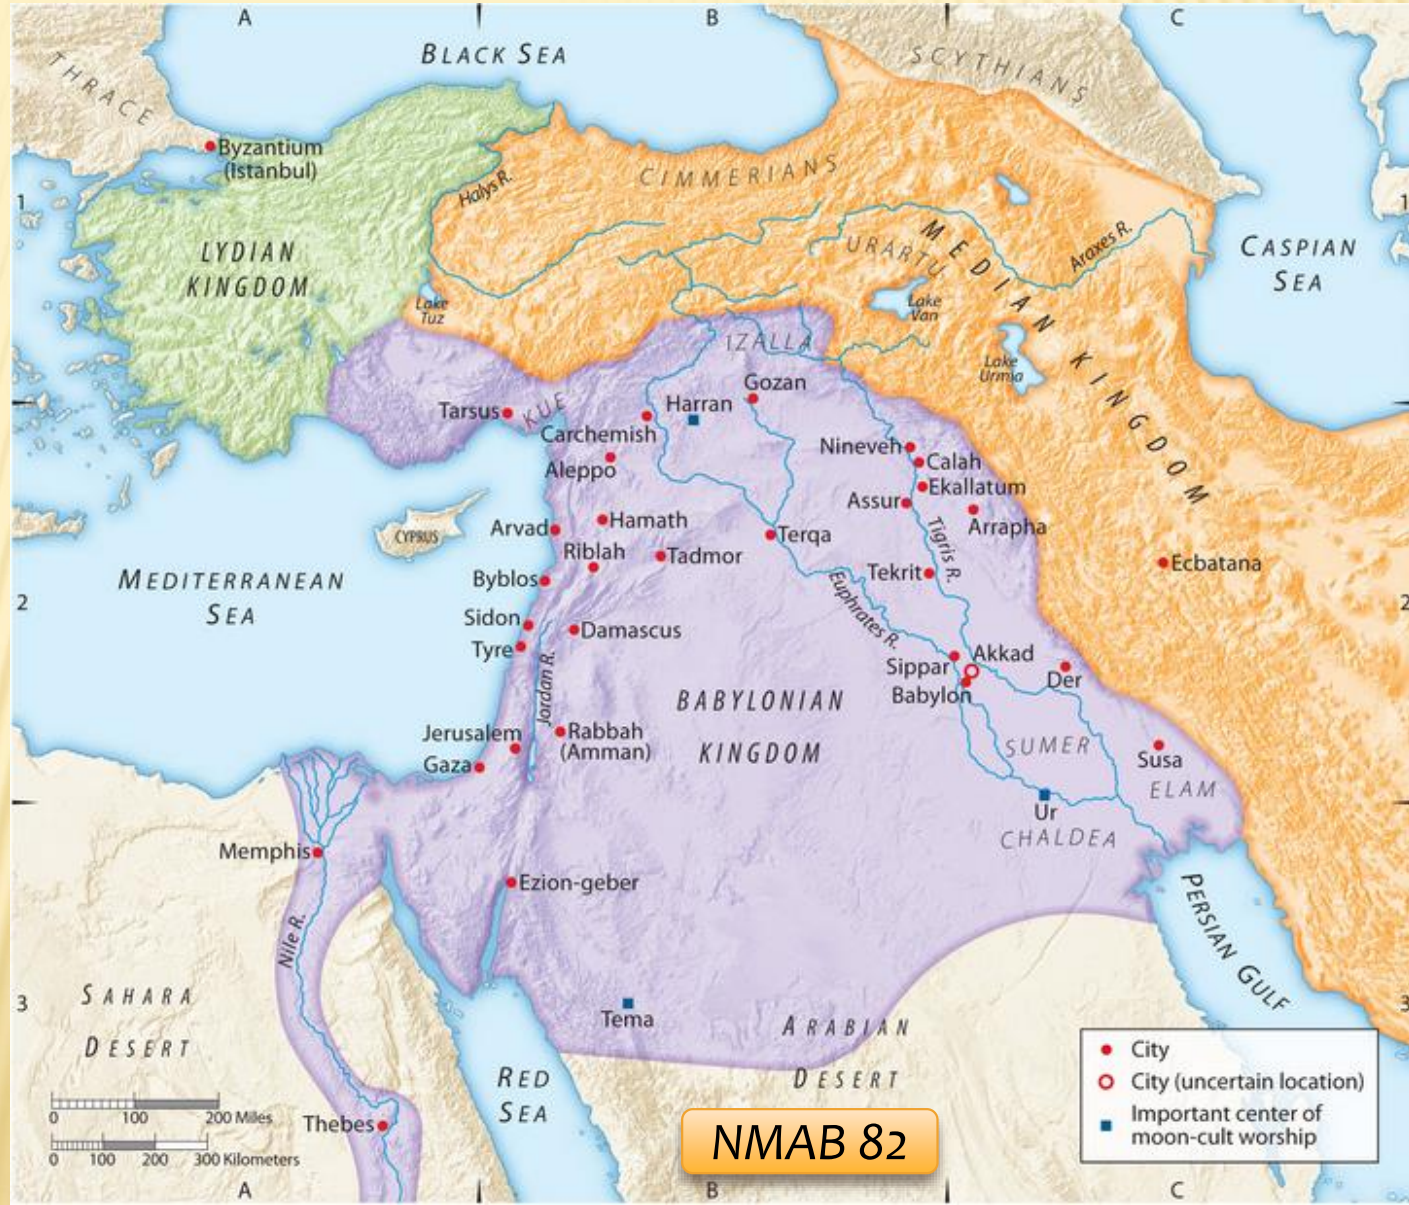 A
B
C
BLACK SEA
SCYTHIANS
THRACE
Byzantium
(Istanbul)
Halys R.
CIMMERIANS
1
1
LYDIAN
KINGDOM
URARTU
MEDIAN KINGDOM
Araxes R.
CASPIAN
SEA
Lake
Tuz
Lake
Van
Lake
Urmia
IZALLA
Gozan
Harran
Tarsus
KUE
Carchemish
Aleppo
Nineveh
Calah
Ekallatum
Assur
Arrapha
Arvad
Hamath
CYPRUS
Riblah
Tadmor
Terqa
Tigris R.
Ecbatana
Byblos
Tekrit
MEDITERRANEAN
SEA
2
2
Euphrates R.
Sidon
Damascus
Tyre
Jordan R.
Sippar
Akkad
Babylon
Der
BABYLONIAN
KINGDOM
Jerusalem
Rabbah
(Amman)
Gaza
SUMER
Susa
ELAM
Ur
CHALDEA
Memphis
Ezion-geber
Nile R.
PERSIAN GULF
SAHARA
DESERT
3
3
Tema
ARABIAN
DESERT
RED
SEA
Thebes
0 100 200 Miles
0 100 200 300 Kilometers
City
City (uncertain location)
Important center of
moon-cult worship
NMAB 82
A
B
C